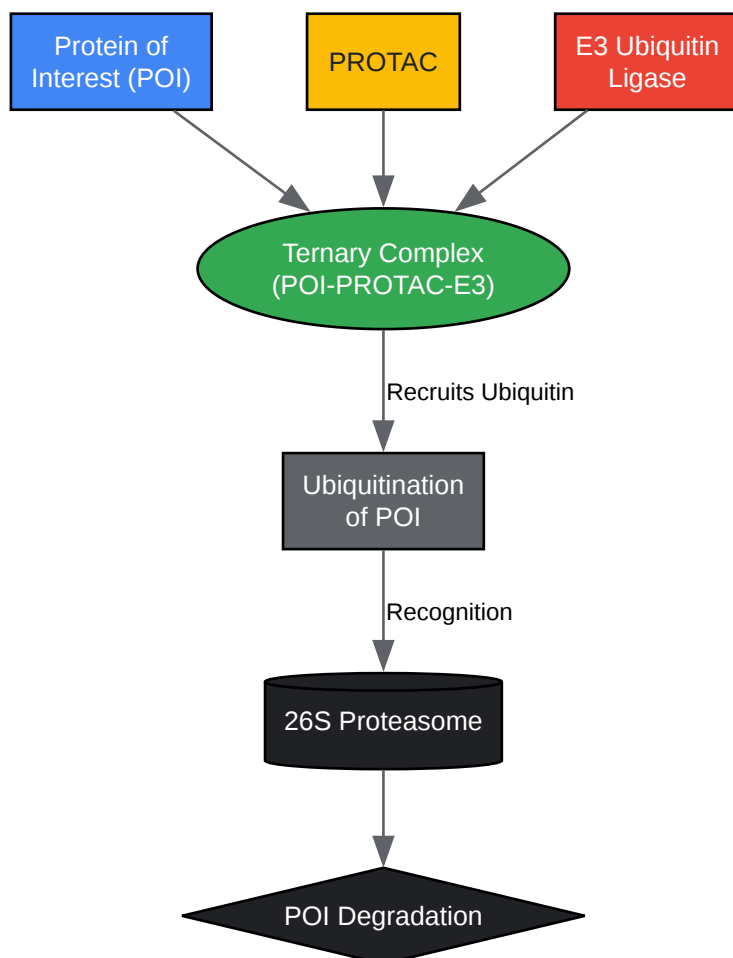 Protein of
Interest (POI)
PROTAC
E3 Ubiquitin
Ligase
Ternary Complex
(POI-PROTAC-E3)
Recruits Ubiquitin
Ubiquitination
of POI
Recognition
26S Proteasome
POI Degradation